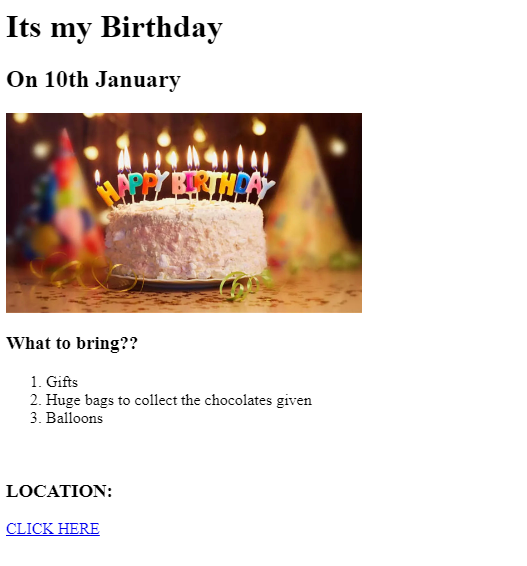 Its my Birthday
On 10th January
HAPPY BIRTHDAY
What to bring??
1. Gifts
2. Huge bags to collect the chocolates given
3. Balloons
LOCATION:
CLICK HERE